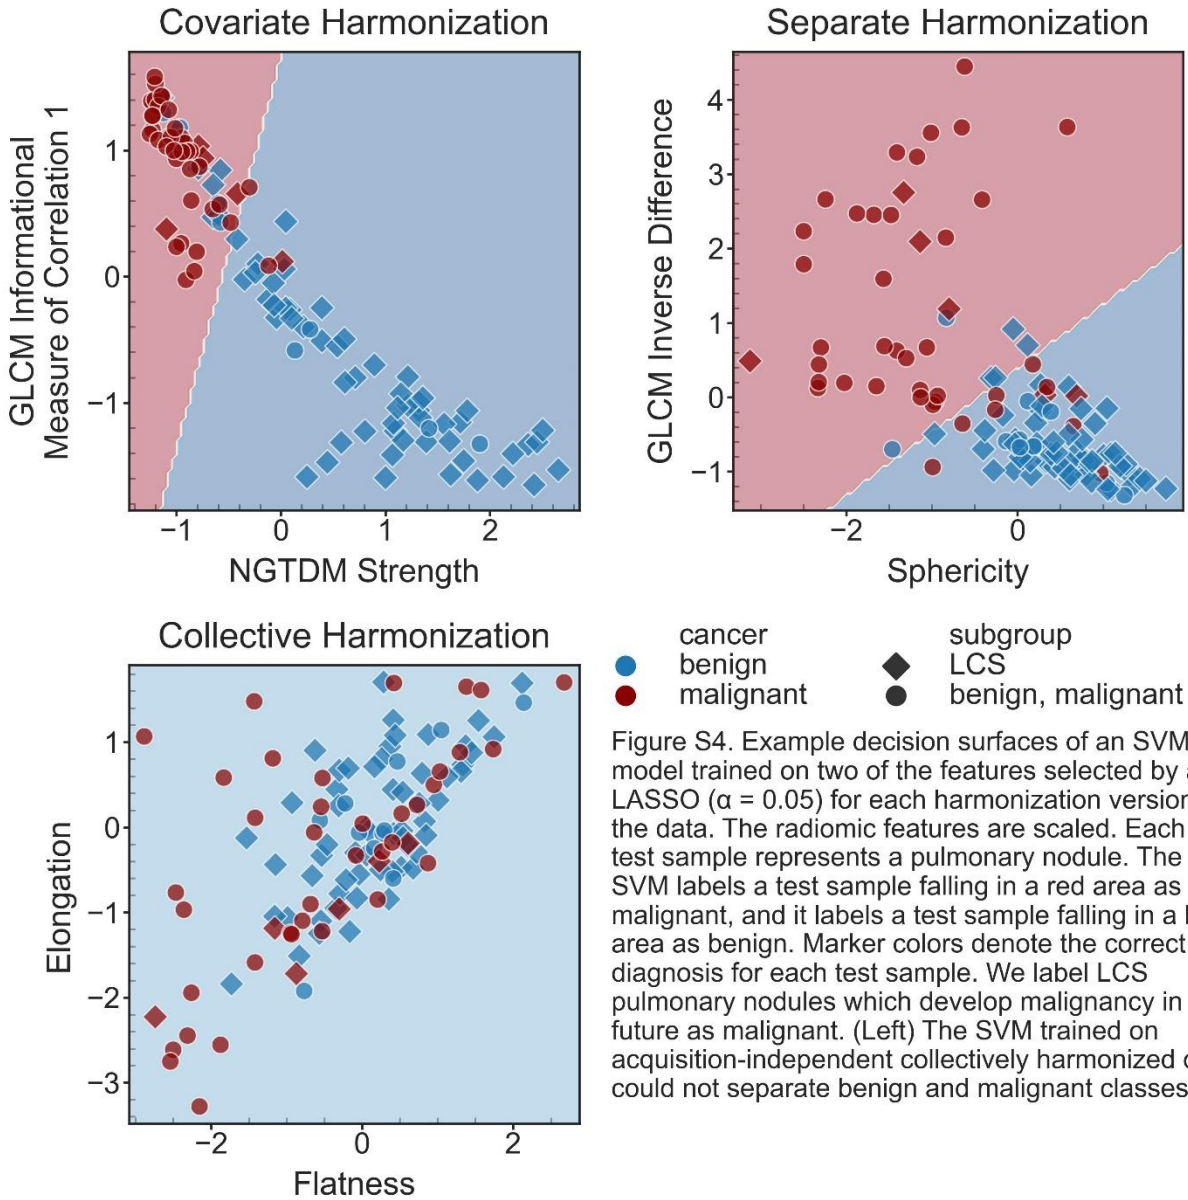 Covariate Harmonization
Separate Harmonization
GLCM Informational
Measure of Correlation 1
1
0
−1
−1
0
1
2
NGTDM Strength
GLCM Inverse Difference
4
3
2
1
0
−1
−2
0
Sphericity
Collective Harmonization
Elongation
1
0
−1
−2
−3
−2
0
2
Flatness
cancer
benign
malignant
subgroup
LCS
benign, malignant
Figure S4. Example decision surfaces of an SVM
model trained on two of the features selected by
LASSO (α = 0.05) for each harmonization version
the data. The radiomic features are scaled. Each
test sample represents a pulmonary nodule. The
SVM labels a test sample falling in a red area as
malignant, and it labels a test sample falling in a
area as benign. Marker colors denote the correct
diagnosis for each test sample. We label LCS
pulmonary nodules which develop malignancy in
future as malignant. (Left) The SVM trained on
acquisition-independent collectively harmonized
could not separate benign and malignant classes